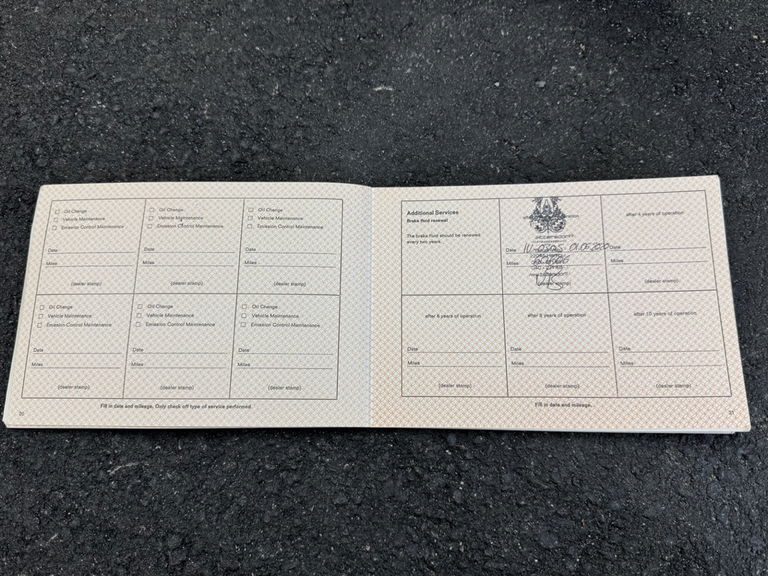 ☐ Oil Change
☐ Vehicle Maintenance
☐ Emission Control Maintenance
Date
Miles
(dealer stamp)
☐ Oil Change
☐ Vehicle Maintenance
☐ Emission Control Maintenance
Date
Miles
(dealer stamp)
☐ Oil Change
☐ Vehicle Maintenance
☐ Emission Control Maintenance
Date
Miles
(dealer stamp)
☐ Oil Change
☐ Vehicle Maintenance
☐ Emission Control Maintenance
Date
Miles
(dealer stamp)
☐ Oil Change
☐ Vehicle Maintenance
☐ Emission Control Maintenance
Date
Miles
(dealer stamp)
☐ Oil Change
☐ Vehicle Maintenance
☐ Emission Control Maintenance
Date
Miles
(dealer stamp)
Fill in date and mileage. Only check off type of service performed.
20
Additional Services
Brake fluid renewal
The brake fluid should be renewed
every two years.
Date
Miles
(dealer stamp)
after 4 years of operation
Date
Miles
(dealer stamp)
after 6 years of operation
Date
Miles
(dealer stamp)
after 8 years of operation
Date
Miles
(dealer stamp)
after 10 years of operation
Date
Miles
(dealer stamp)
Fill in date and mileage.
21